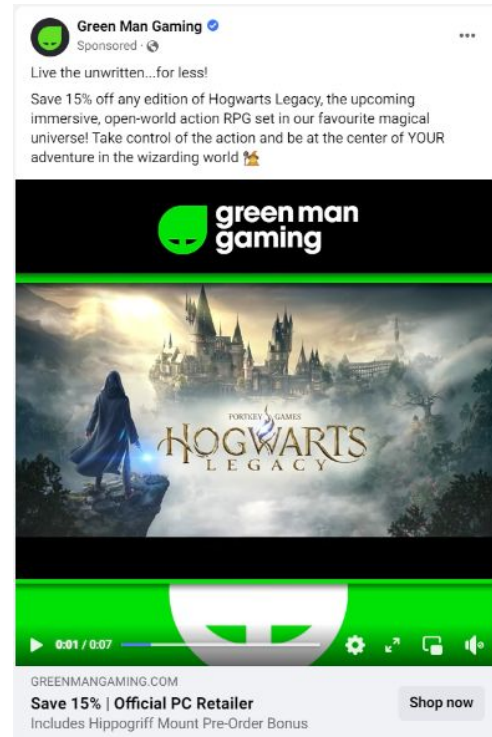 Green Man Gaming
Sponsored ·
Live the unwritten...for less!
Save 15% off any edition of Hogwarts Legacy, the upcoming
immersive, open-world action RPG set in our favourite magical
universe! Take control of the action and be at the center of YOUR
adventure in the wizarding world 🧙
green man
gaming
PORTKEY GAMES
HOGWARTS
LEGACY
0:01 / 0:07
GREENMANGAMING.COM
Save 15% | Official PC Retailer
Shop now
Includes Hippogriff Mount Pre-Order Bonus